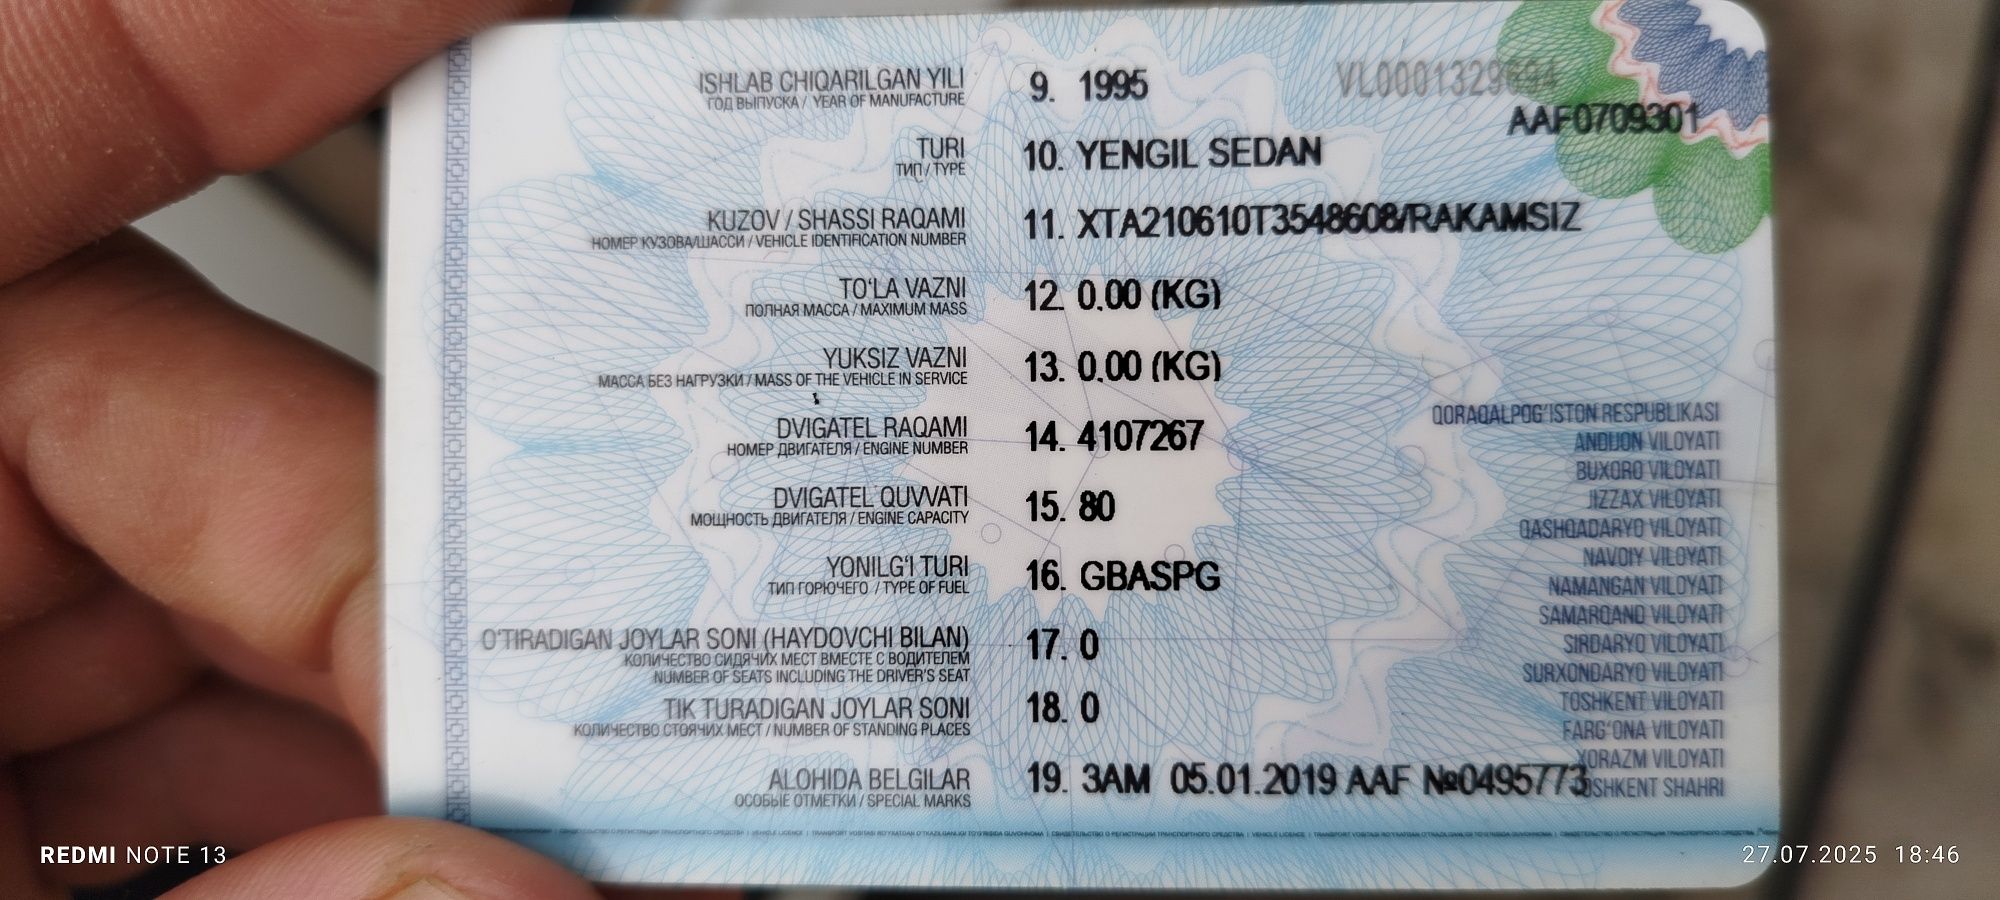 VL0001329694
AAF0709301
ISHLAB CHIQARILGAN YILI 9. 1995
ГОД ВЫПУСКА / YEAR OF MANUFACTURE
TURI 10. YENGIL SEDAN
ТИП / TYPE
KUZOV / SHASSI RAQAMI 11. XTA210610T3548608/RAKAMSIZ
НОМЕР КУЗОВА/ШАССИ / VEHICLE IDENTIFICATION NUMBER
TO‘LA VAZNI 12. 0.00 (KG)
ПОЛНАЯ МАССА / MAXIMUM MASS
YUKSIZ VAZNI 13. 0.00 (KG)
МАССА БЕЗ НАГРУЗКИ / MASS OF THE VEHICLE IN SERVICE
DVIGATEL RAQAMI 14. 4107267
НОМЕР ДВИГАТЕЛЯ / ENGINE NUMBER
DVIGATEL QUVVATI 15. 80
МОЩНОСТЬ ДВИГАТЕЛЯ / ENGINE CAPACITY
YONILG‘I TURI 16. GBASPG
ТИП ГОРЮЧЕГО / TYPE OF FUEL
O‘TIRADIGAN JOYLAR SONI (HAYDOVCHI BILAN) 17. 0
КОЛИЧЕСТВО СИДЯЧИХ МЕСТ ВМЕСТЕ С ВОДИТЕЛЕМ
NUMBER OF SEATS INCLUDING THE DRIVER'S SEAT
TIK TURADIGAN JOYLAR SONI 18. 0
КОЛИЧЕСТВО СТОЯЧИХ МЕСТ / NUMBER OF STANDING PLACES
ALOHIDA BELGILAR 19. ЗАМ 05.01.2019 AAF №0495773
ОСОБЫЕ ОТМЕТКИ / SPECIAL MARKS
QORAQALPOG‘ISTON RESPUBLIKASI
ANDIJON VILOYATI
BUXORO VILOYATI
JIZZAX VILOYATI
QASHQADARYO VILOYATI
NAVOIY VILOYATI
NAMANGAN VILOYATI
SAMARQAND VILOYATI
SIRDARYO VILOYATI
SURXONDARYO VILOYATI
TOSHKENT VILOYATI
FARG‘ONA VILOYATI
XORAZM VILOYATI
TOSHKENT SHAHRI
REDMI NOTE 13
27.07.2025 18:46